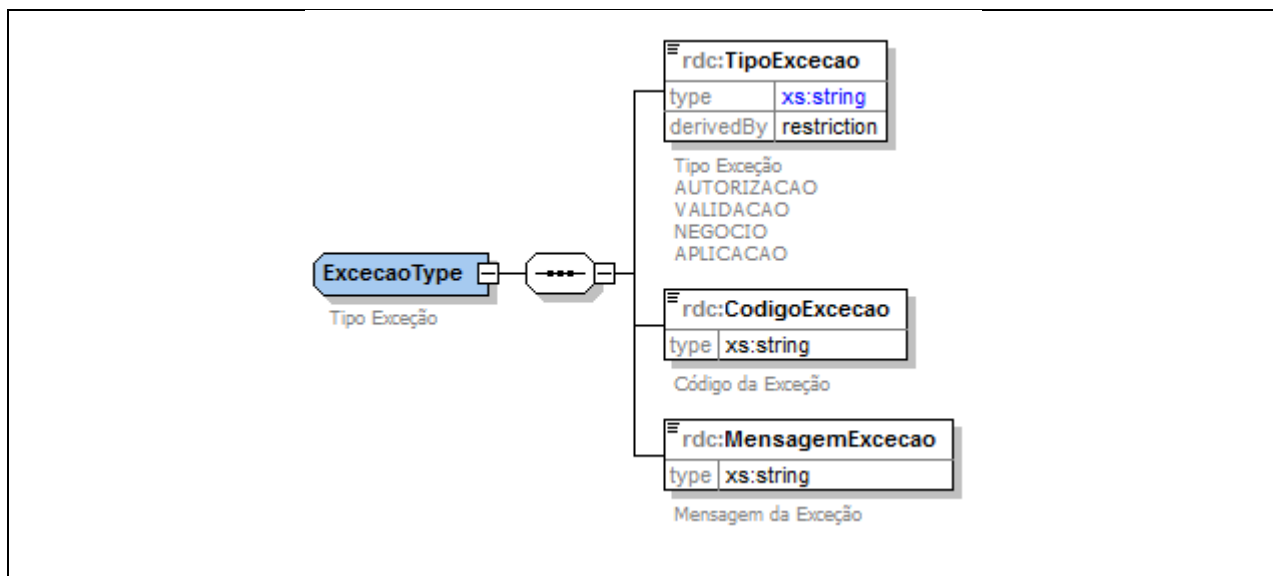 rdc:TipoExcecao
type xs:string
derivedBy restriction
Tipo Exceção
AUTORIZACAO
VALIDACAO
NEGOCIO
APLICACAO
ExcecaoType
Tipo Exceção
rdc:CodigoExcecao
type xs:string
Código da Exceção
rdc:MensagemExcecao
type xs:string
Mensagem da Exceção